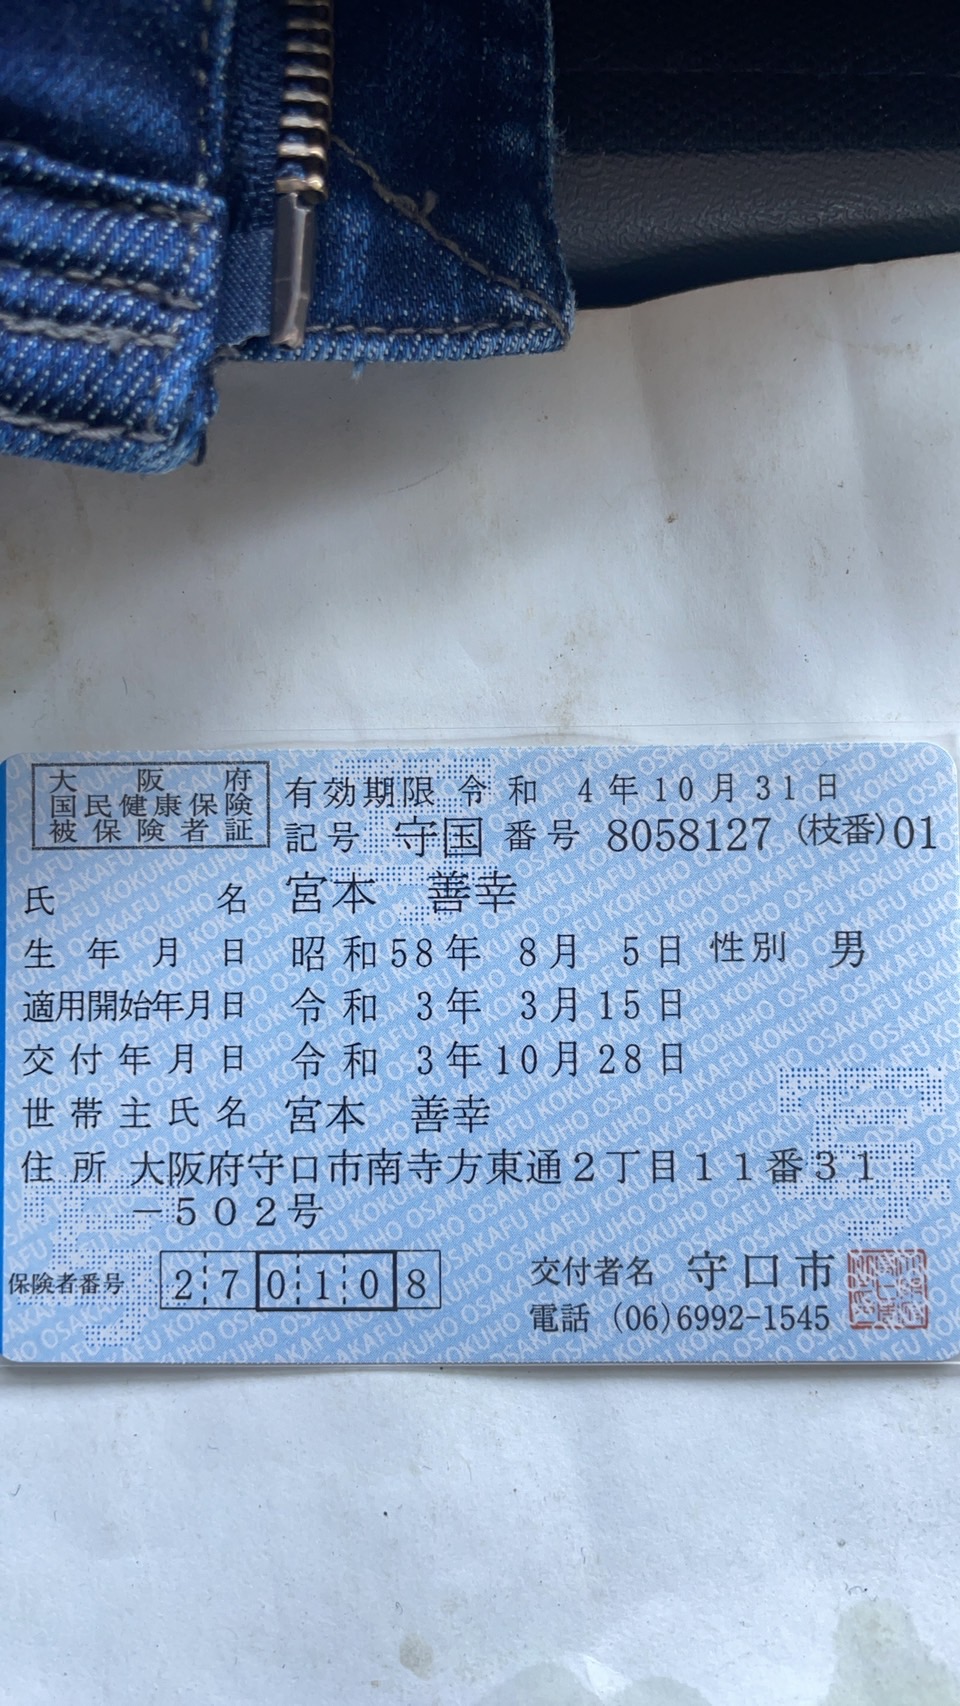 大阪府
国民健康保険
被保険者証
有効期限 令和 4年10月31日
記号 守国 番号 8058127 (枝番)01
氏名 宮本 善幸
生年月日 昭和58年 8月 5日 性別 男
適用開始年月日 令和 3年 3月15日
交付年月日 令和 3年10月28日
世帯主氏名 宮本 善幸
住所 大阪府守口市南寺方東通2丁目11番31
－502号
保険者番号 270108
交付者名 守口市
電話 (06)6992-1545